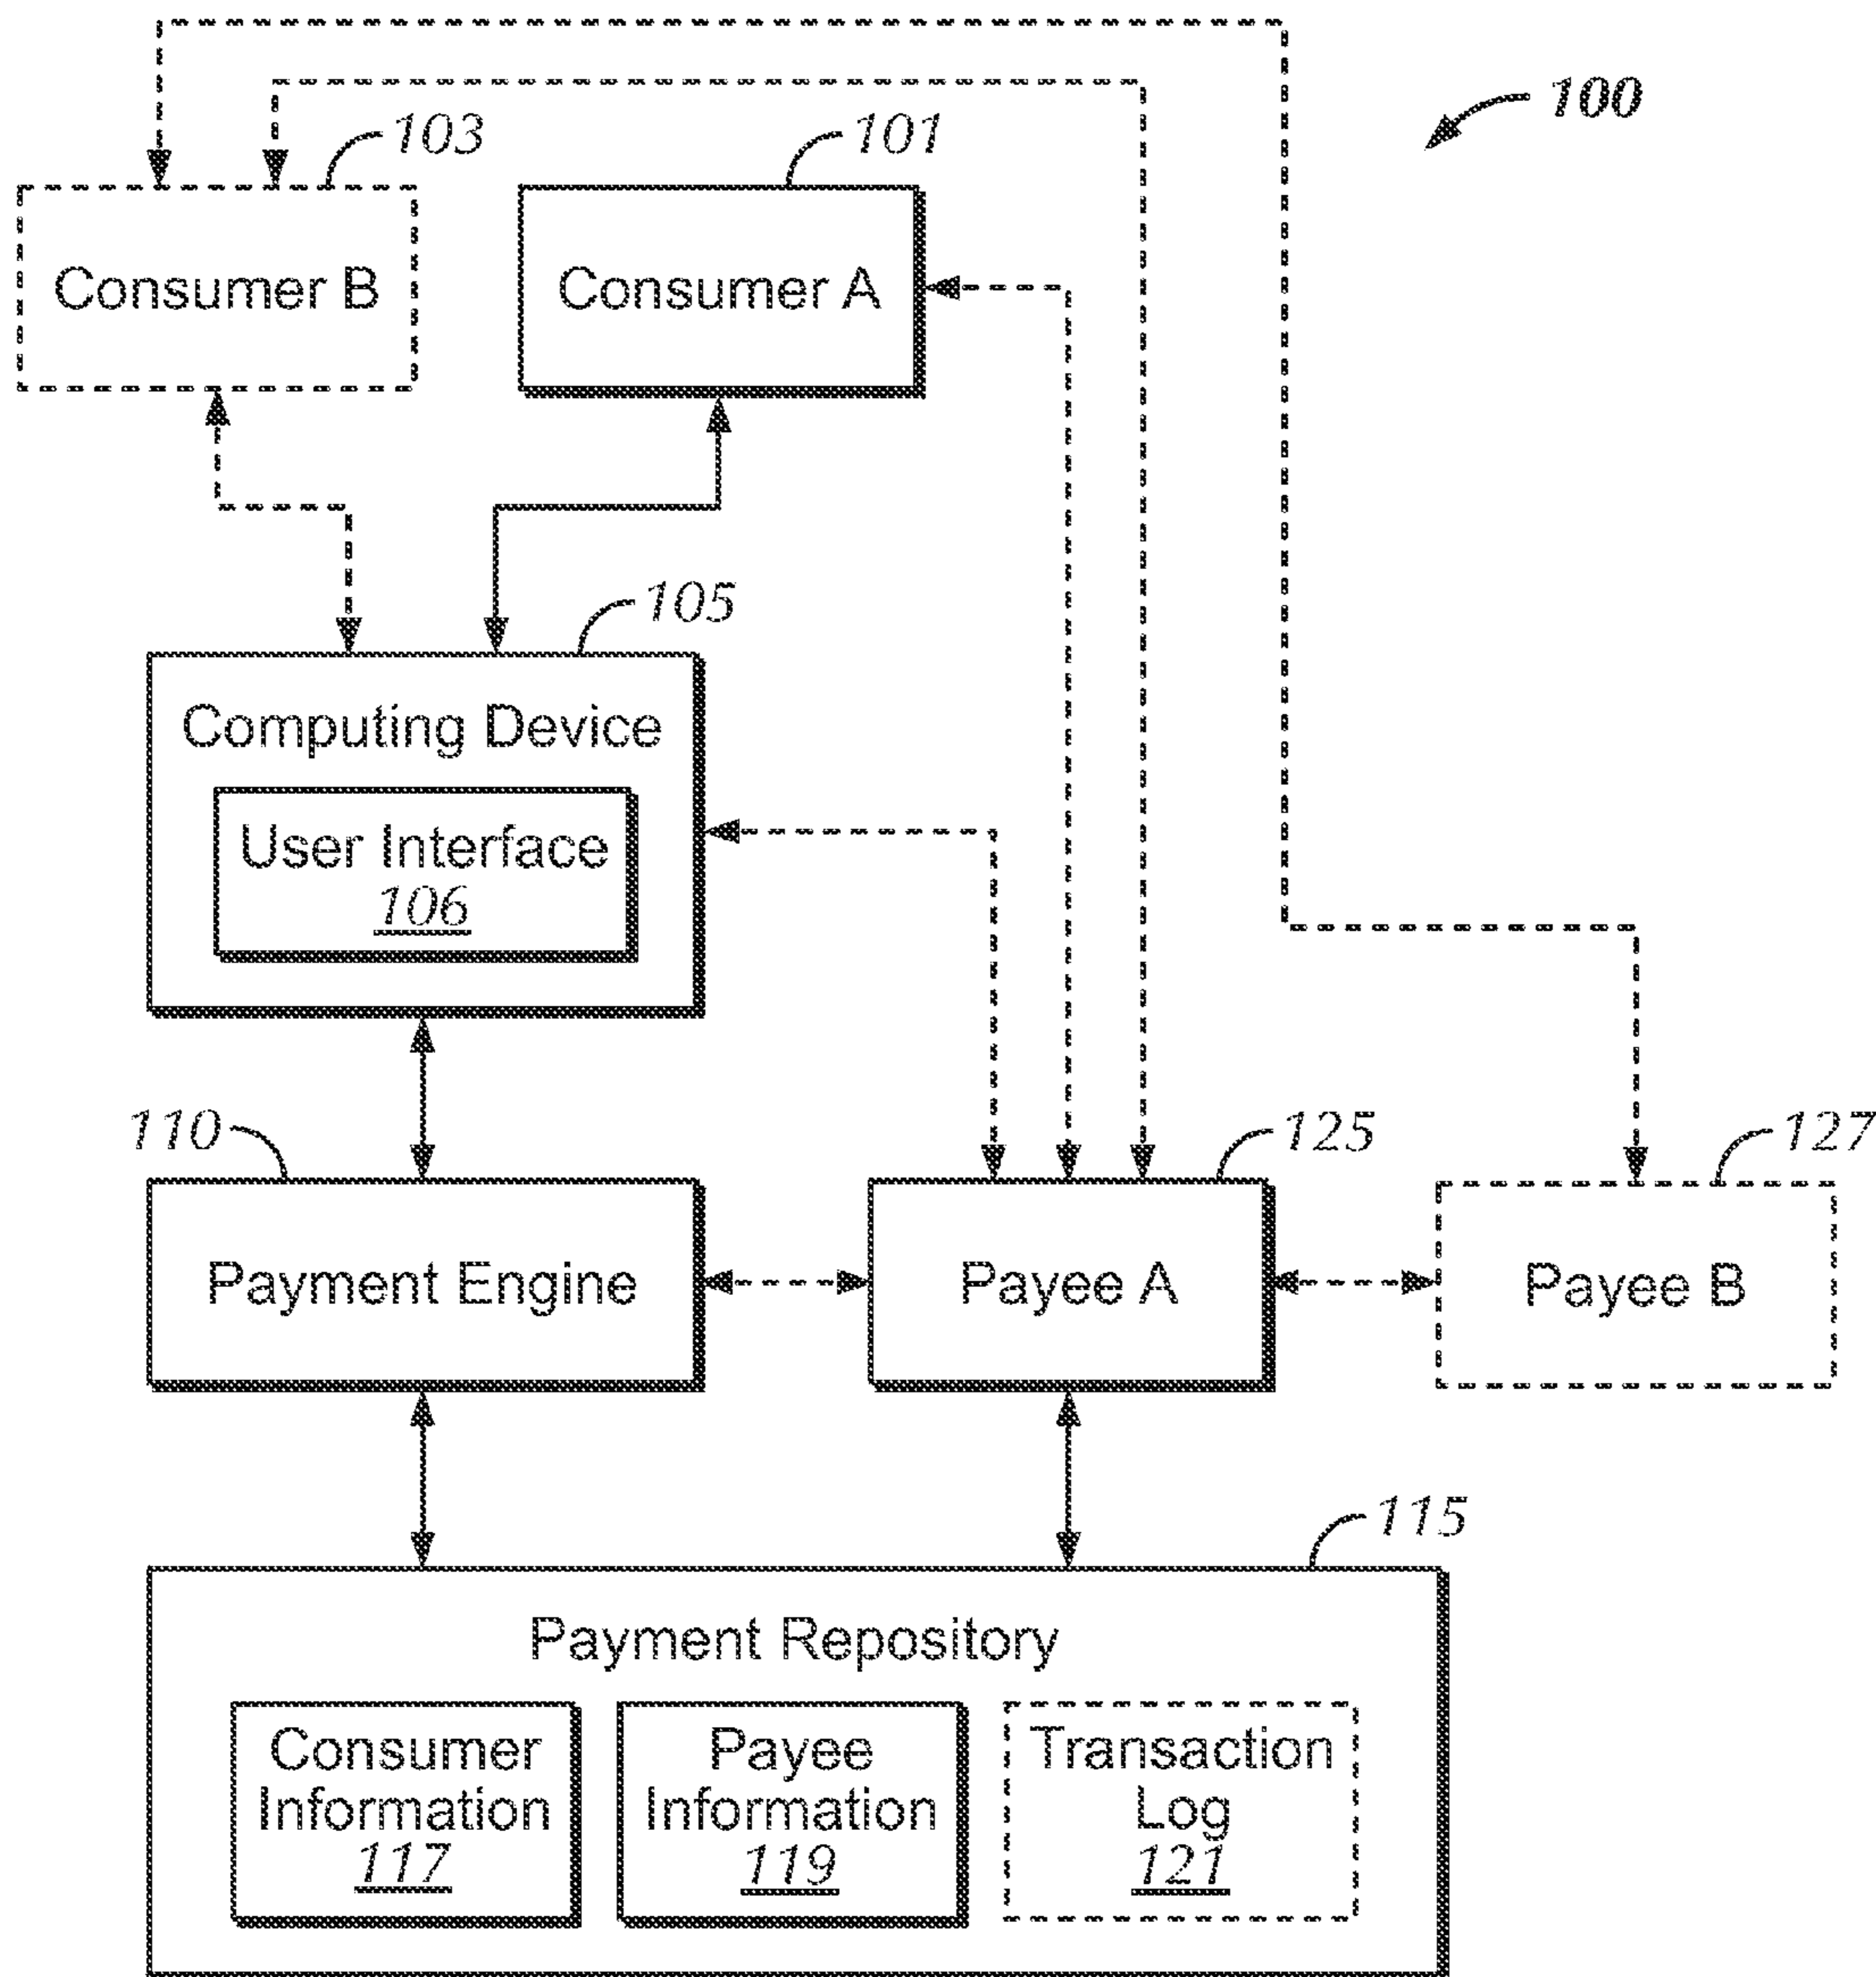 100
103
101
Consumer B
Consumer A
105
Computing Device
User Interface
106
110
125
127
Payment Engine
Payee A
Payee B
115
Payment Repository
Consumer
Information
117
Payee
Information
119
Transaction
Log
121